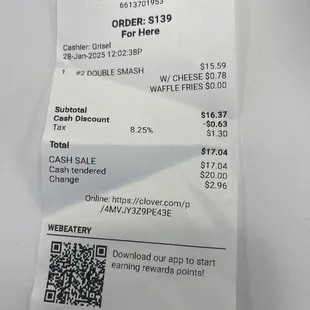 6613701953
ORDER: S139
For Here
Cashier: Grisel
28-Jan-2025 12:02:38P
1 #2 DOUBLE SMASH $15.59
W/ CHEESE $0.78
WAFFLE FRIES $0.00
Subtotal $16.37
Cash Discount -$0.63
Tax 8.25% $1.30
Total $17.04
CASH SALE $17.04
Cash tendered $20.00
Change $2.96
Online: https://clover.com/p
/4MVJY3Z9PE43E
WEBEATERY
Download our app to start
earning rewards points!